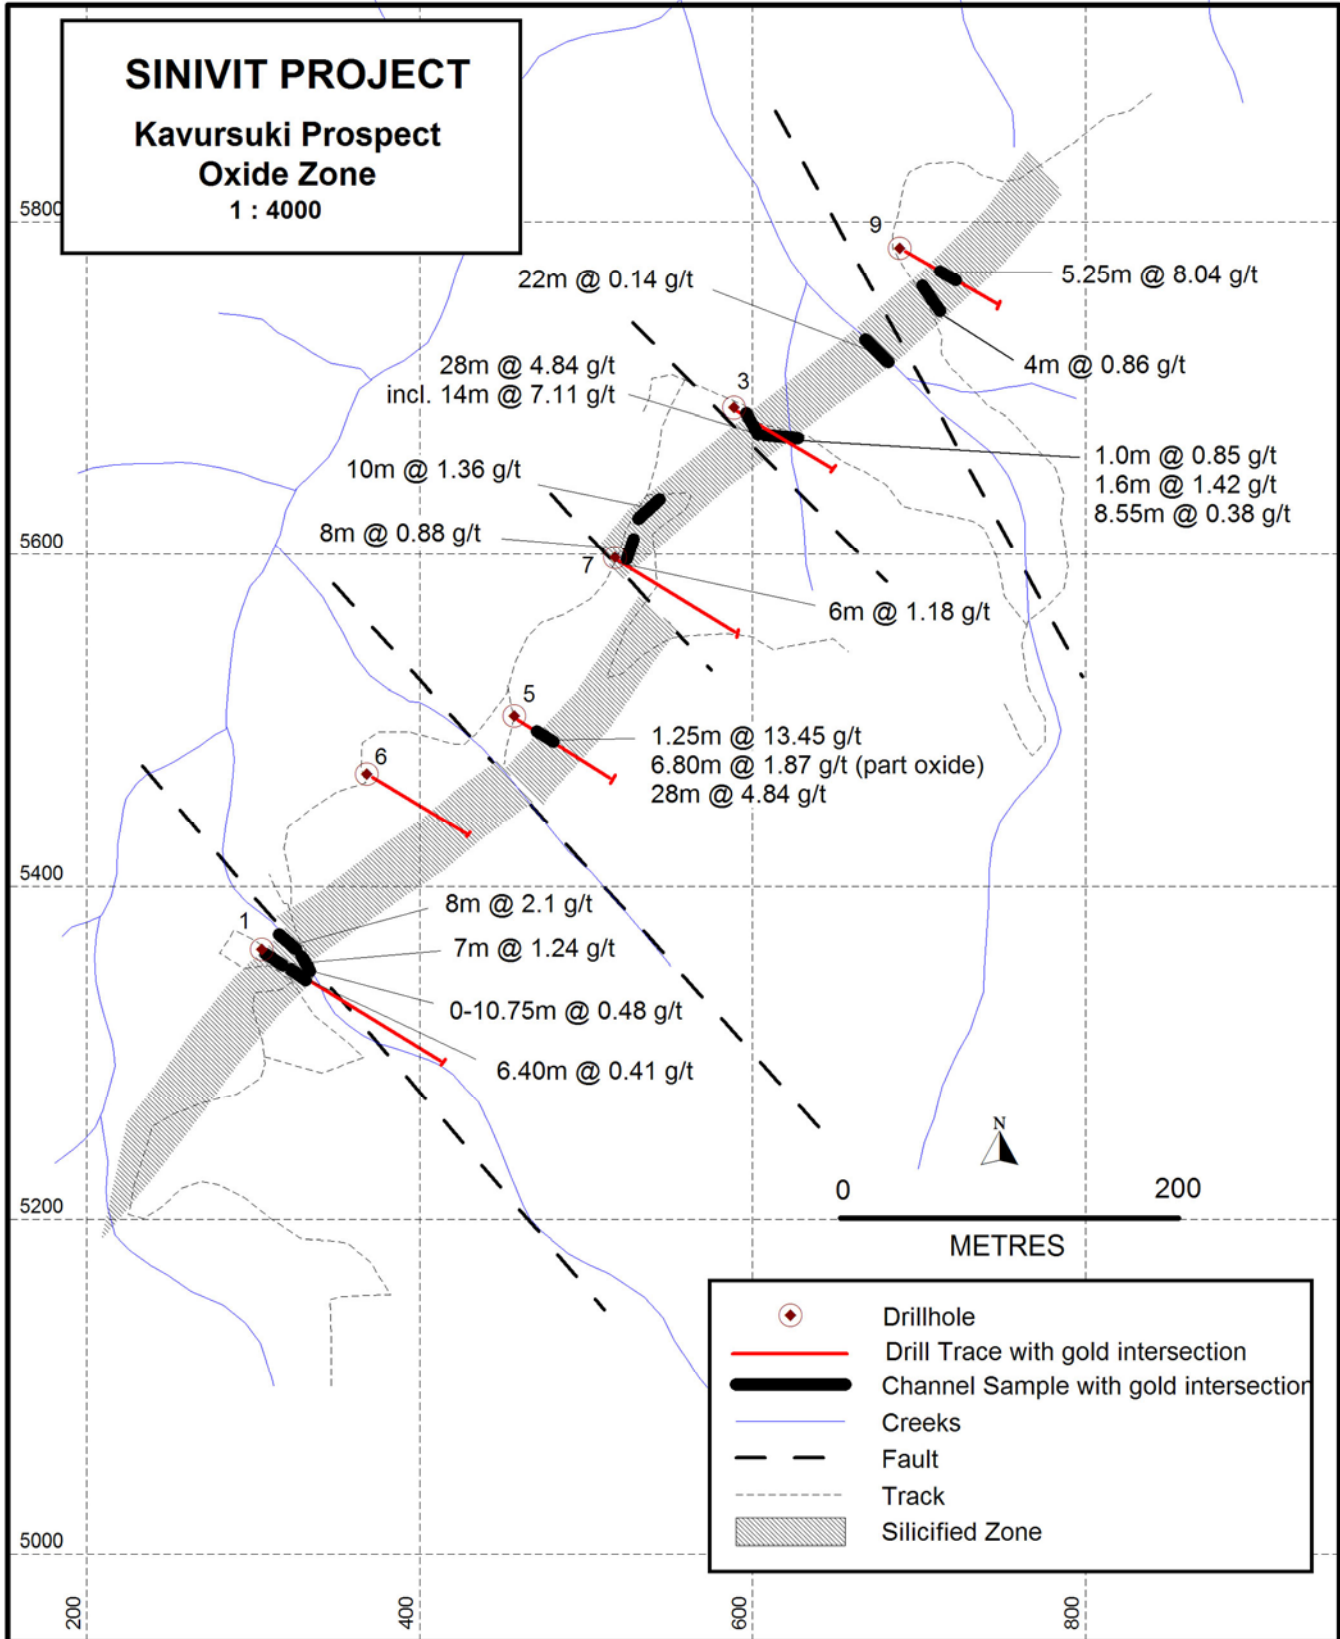 SINIVIT PROJECT
Kavursuki Prospect
Oxide Zone
1 : 4000
5800
9
22m @ 0.14 g/t
5.25m @ 8.04 g/t
28m @ 4.84 g/t
incl. 14m @ 7.11 g/t
3
4m @ 0.86 g/t
10m @ 1.36 g/t
1.0m @ 0.85 g/t
1.6m @ 1.42 g/t
8.55m @ 0.38 g/t
8m @ 0.88 g/t
5600
7
6m @ 1.18 g/t
5
1.25m @ 13.45 g/t
6.80m @ 1.87 g/t (part oxide)
28m @ 4.84 g/t
6
5400
8m @ 2.1 g/t
1
7m @ 1.24 g/t
0-10.75m @ 0.48 g/t
6.40m @ 0.41 g/t
N
0 200
METRES
5200
Drillhole
Drill Trace with gold intersection
Channel Sample with gold intersection
Creeks
Fault
Track
Silicified Zone
5000
200
400
600
800